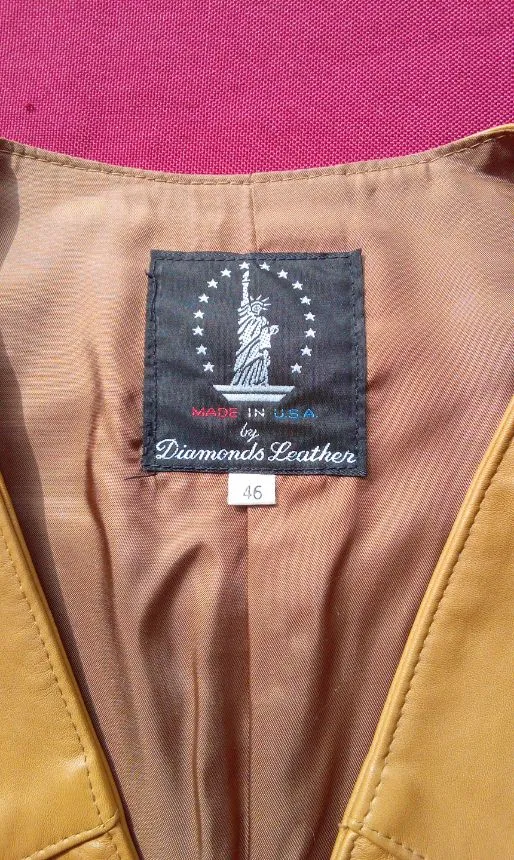 MADE IN U.S.A.
by
Diamonds Leather
46